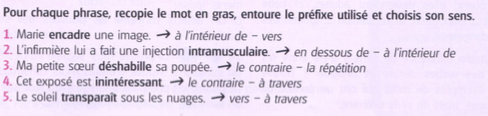 Pour chaque phrase, recopie le mot en gras, entoure le préfixe utilisé et choisis son sens.
1. Marie encadre une image. → à l'intérieur de – vers
2. L'infirmière lui a fait une injection intramusculaire. → en dessous de – à l'intérieur de
3. Ma petite sœur déshabille sa poupée. → le contraire – la répétition
4. Cet exposé est inintéressant. → le contraire – à travers
5. Le soleil transparaît sous les nuages. → vers – à travers